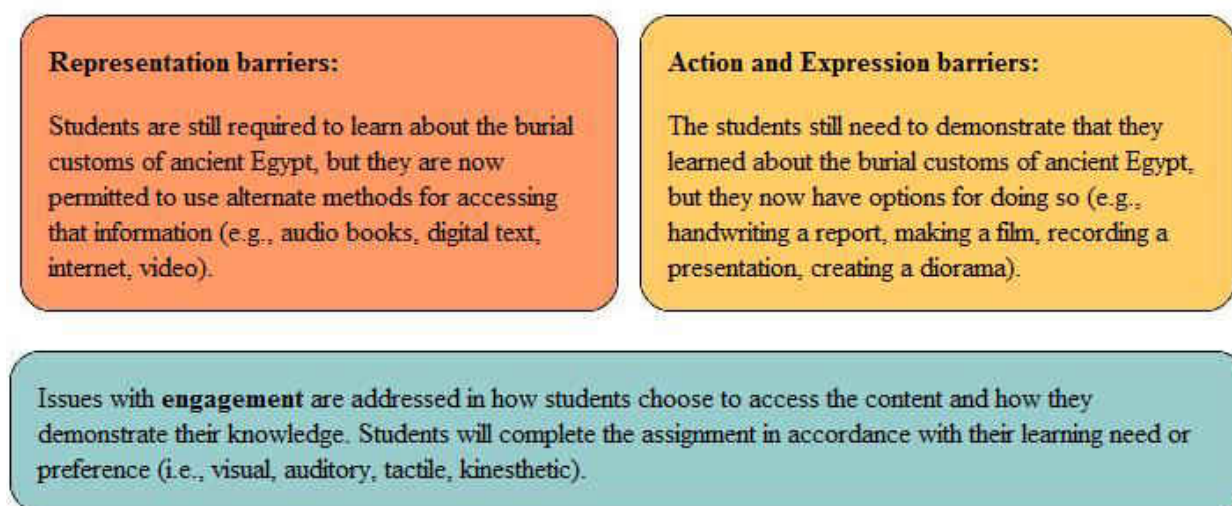 Representation barriers:
Students are still required to learn about the burial
customs of ancient Egypt, but they are now
permitted to use alternate methods for accessing
that information (e.g., audio books, digital text,
internet, video).
Action and Expression barriers:
The students still need to demonstrate that they
learned about the burial customs of ancient Egypt,
but they now have options for doing so (e.g.,
handwriting a report, making a film, recording a
presentation, creating a diorama).
Issues with engagement are addressed in how students choose to access the content and how they
demonstrate their knowledge. Students will complete the assignment in accordance with their learning need or
preference (i.e., visual, auditory, tactile, kinesthetic).